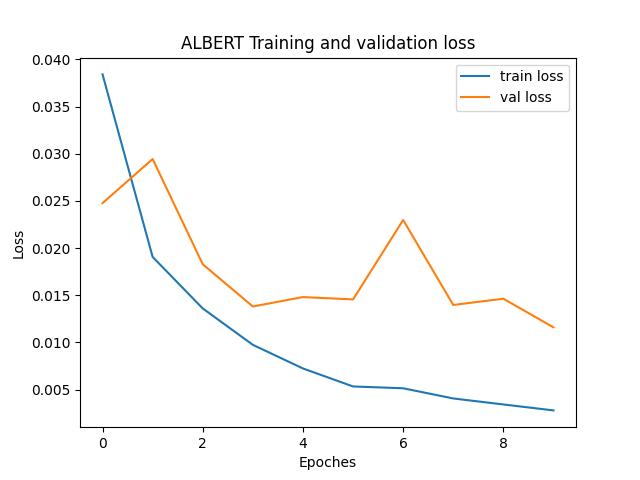 ALBERT Training and validation loss
train loss
val loss
0.040
0.035
0.030
0.025
0.020
0.015
0.010
0.005
Loss
0 2 4 6 8
Epoches